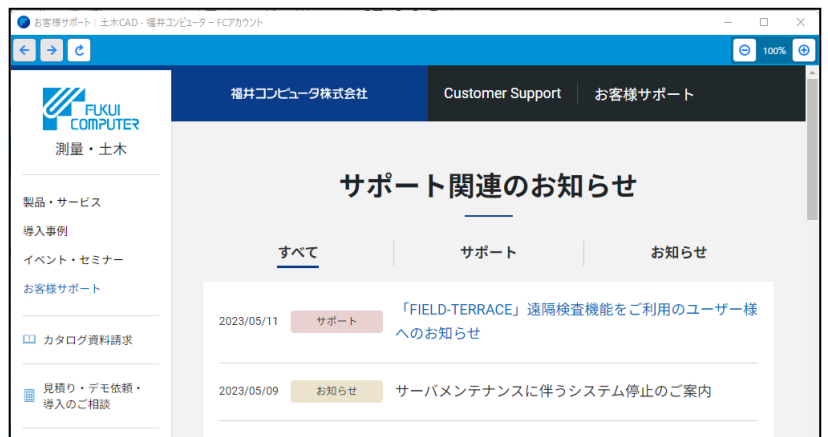 お客様サポート｜土木CAD - 福井コンピューター – FCアカウント
100%
FUKUI
COMPUTER
測量・土木
製品・サービス
導入事例
イベント・セミナー
お客様サポート
カタログ資料請求
見積り・デモ依頼・
導入のご相談
福井コンピュータ株式会社
Customer Support
お客様サポート
サポート関連のお知らせ
すべて
サポート
お知らせ
2023/05/11
サポート
「FIELD-TERRACE」遠隔検査機能をご利用のユーザー様
へのお知らせ
2023/05/09
お知らせ
サーバメンテナンスに伴うシステム停止のご案内